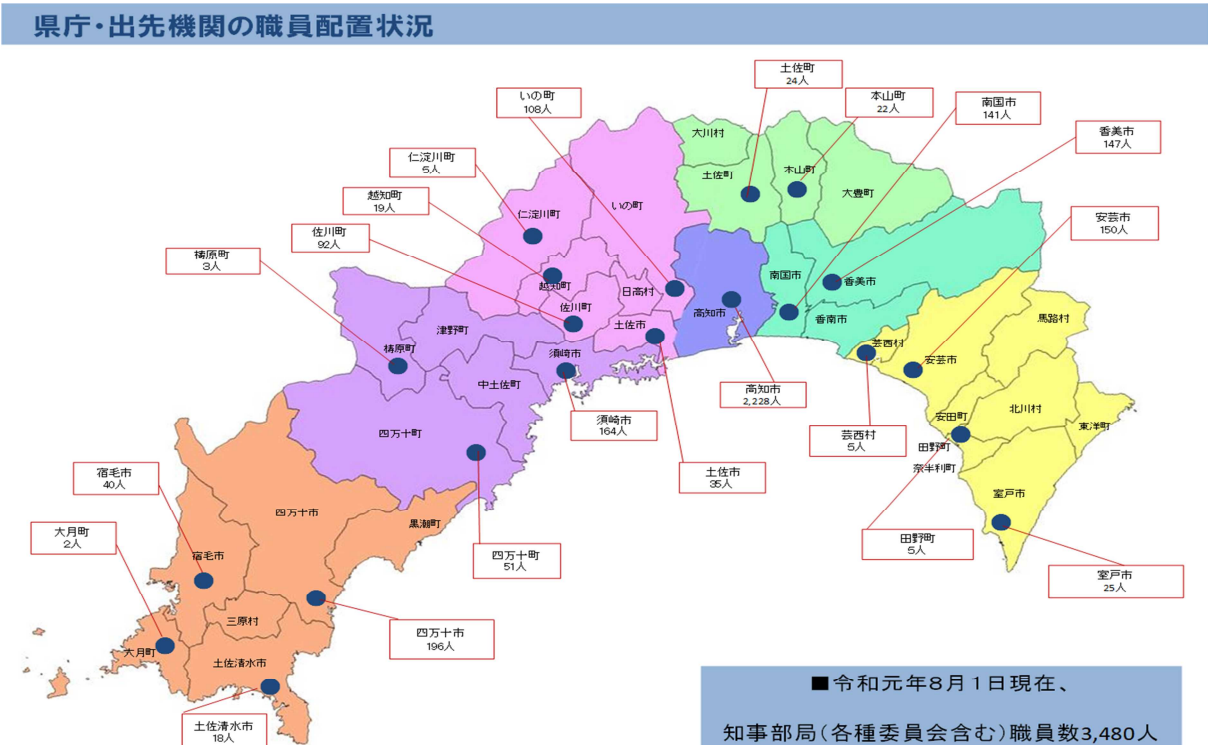 県庁・出先機関の職員配置状況
土佐町
24人
いの町
108人
本山町
22人
南国市
141人
香美市
147人
仁淀川町
5人
越知町
19人
佐川町
92人
梼原町
3人
安芸市
150人
大川村
土佐町
本山町
大豊町
いの町
仁淀川町
越知町
日高村
佐川町
土佐市
高知市
南国市
香美市
香南市
芸西村
安芸市
馬路村
安田町
北川村
東洋町
田野町
奈半利町
室戸市
津野町
梼原町
須崎市
中土佐町
四万十町
四万十市
黒潮町
宿毛市
三原村
大月町
土佐清水市
高知市
2,228人
須崎市
164人
芸西村
5人
土佐市
35人
宿毛市
40人
大月町
2人
四万十町
51人
田野町
5人
室戸市
25人
四万十市
196人
土佐清水市
18人
■令和元年8月1日現在、
知事部局(各種委員会含む)職員数3,480人